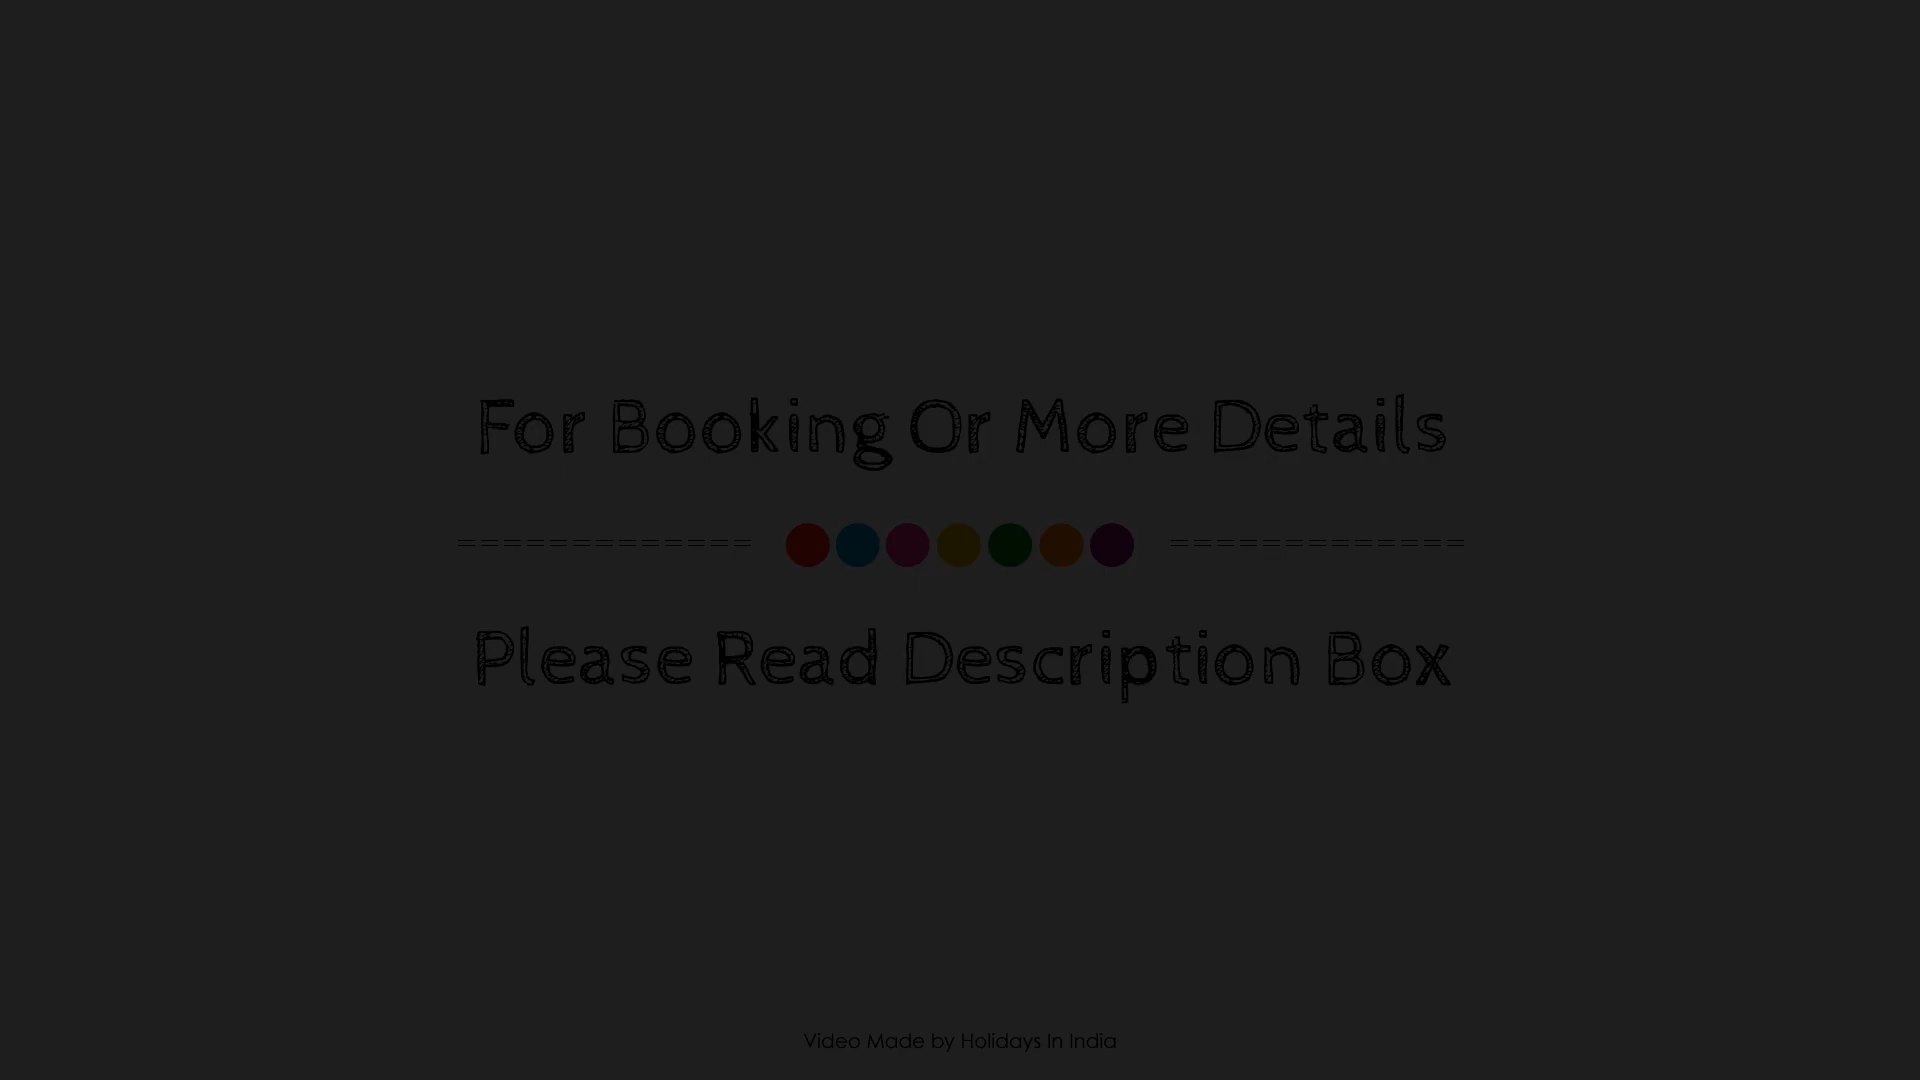 For Booking Or More Details
============= =============
Please Read Description Box
Video Made by Holidays In India